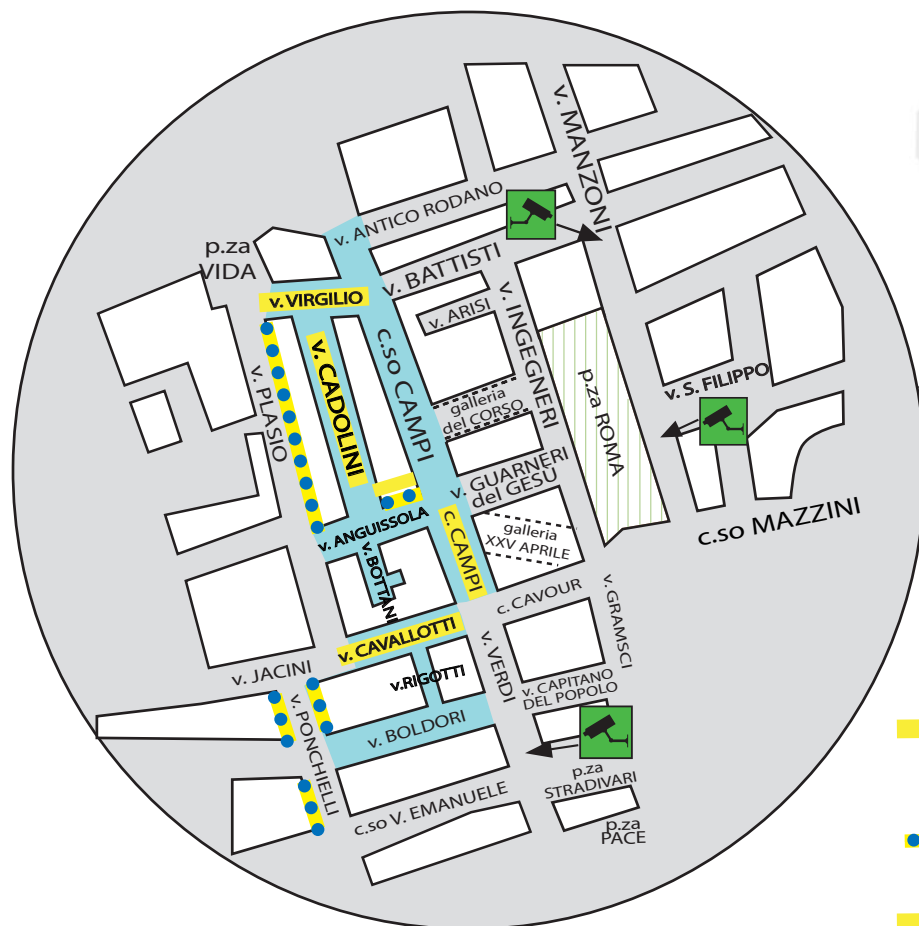 v. MANZONI
v. ANTICO RODANO
p.za
VIDA
v. BATTISTI
v. VIRGILIO
v. ARISI
v. INGEGNERI
c.so CAMPI
v. CADOLINI
v. PLASIO
p.za ROMA
v. S. FILIPPO
galleria
del CORSO
v. GUARNERI
del GESÙ
c.so MAZZINI
v. ANGUISSOLA
c. CAMPI
galleria
XXV APRILE
v. BOTTANI
c. CAVOUR
v. GRAMSCI
v. CAVALLOTTI
v. VERDI
v. JACINI
v.RIGOTTI
v. CAPITANO
DEL POPOLO
v. PONCHIELLI
v. BOLDORI
p.za
STRADIVARI
c.so V. EMANUELE
p.za
PACE